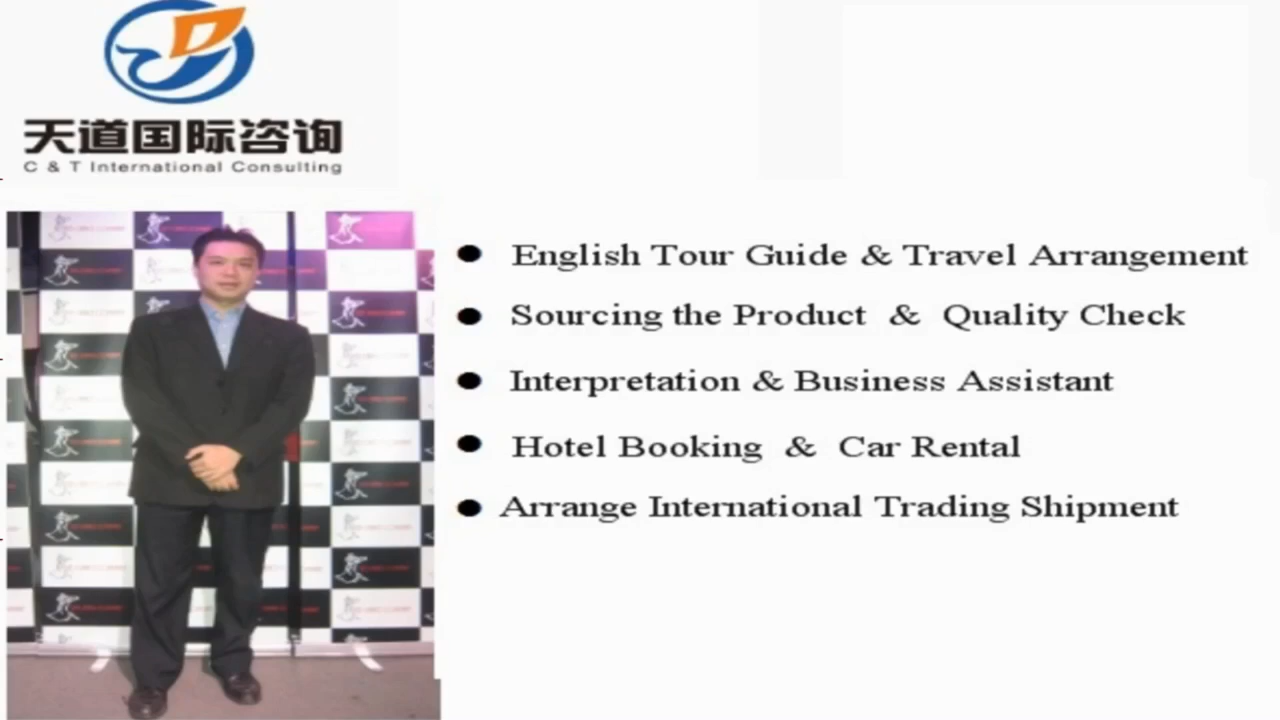 天道国际咨询
C & T International Consulting
● English Tour Guide & Travel Arrangement
● Sourcing the Product & Quality Check
● Interpretation & Business Assistant
● Hotel Booking & Car Rental
● Arrange International Trading Shipment